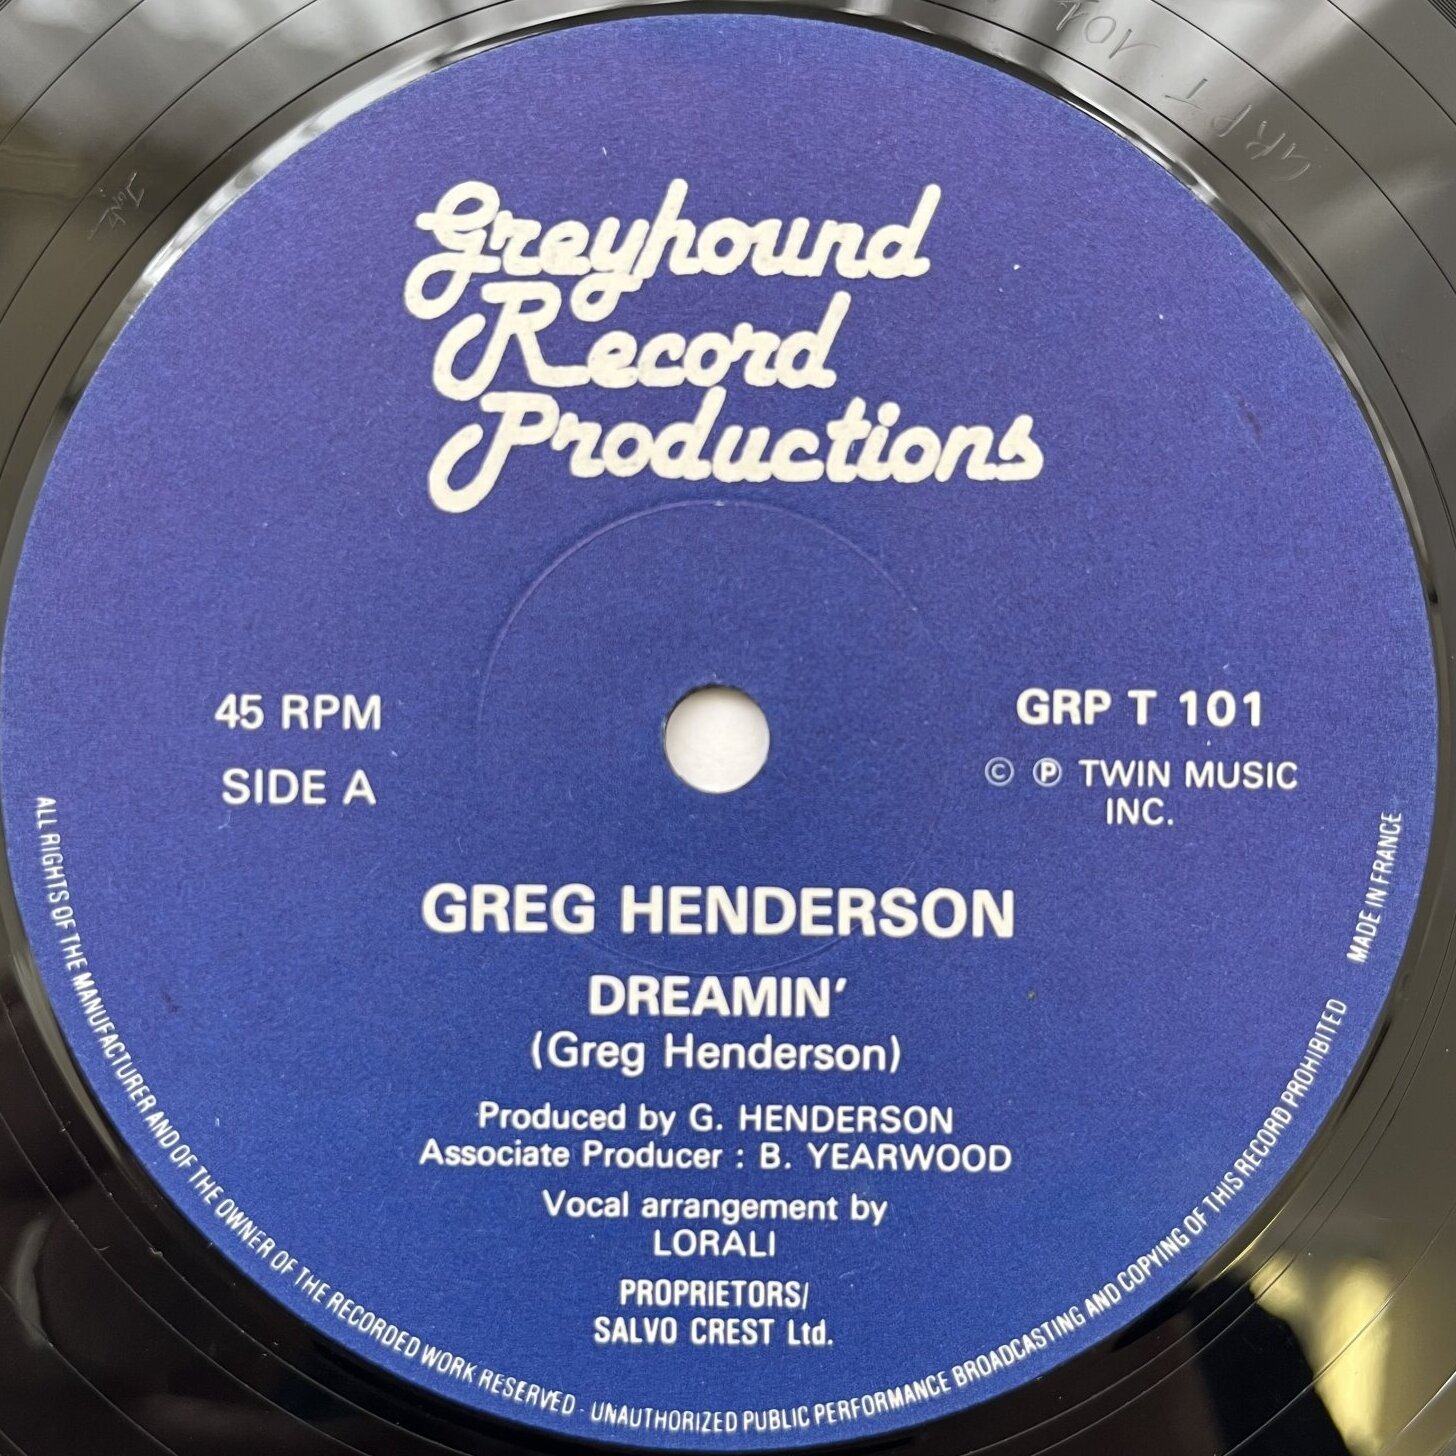 Greyhound
Record
Productions
45 RPM
SIDE A
GRP T 101
© ℗ TWIN MUSIC
INC.
GREG HENDERSON
DREAMIN'
(Greg Henderson)
Produced by G. HENDERSON
Associate Producer : B. YEARWOOD
Vocal arrangement by
LORALI
PROPRIETORS/
SALVO CREST Ltd.
ALL RIGHTS OF THE MANUFACTURER AND OF THE OWNER OF THE RECORDED WORK RESERVED - UNAUTHORIZED PUBLIC PERFORMANCE BROADCASTING AND COPYING OF THIS RECORD PROHIBITED
MADE IN FRANCE
GRP T 101